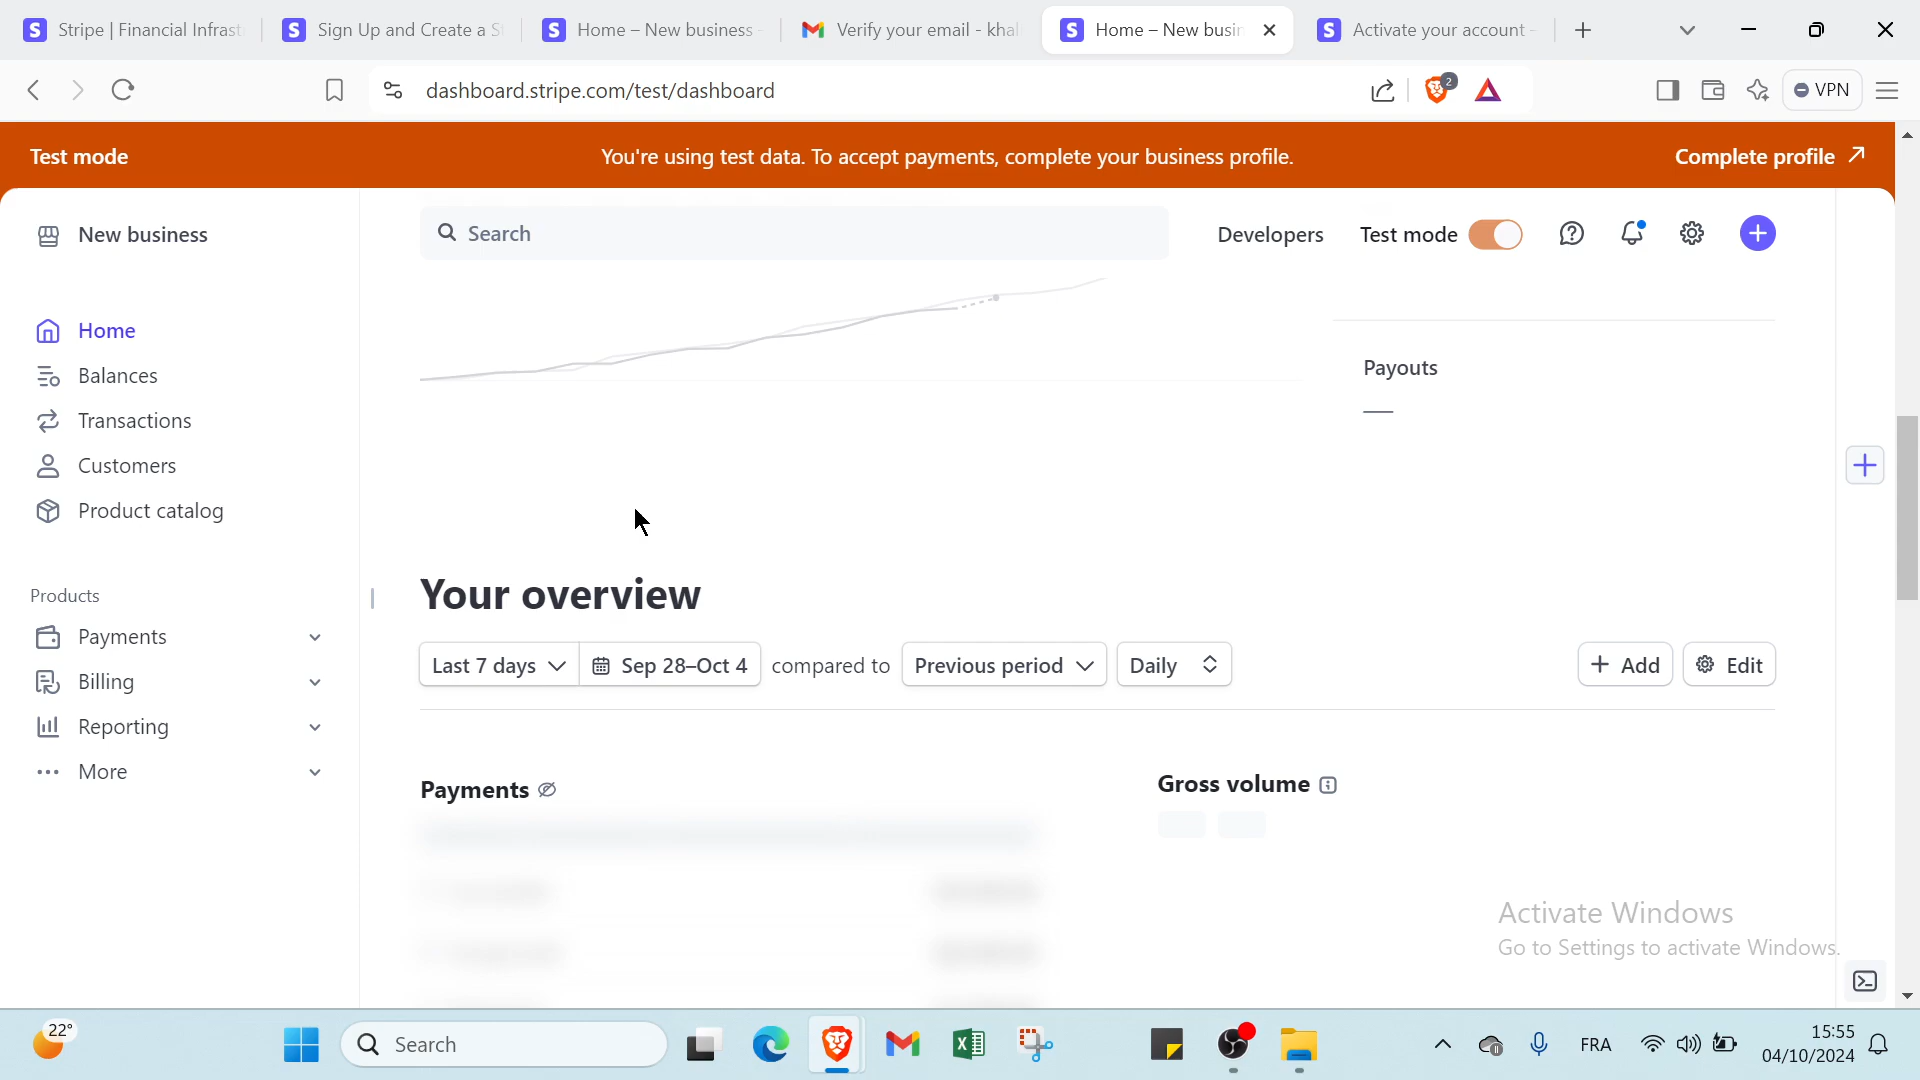 Stripe | Financial Infrast
Sign Up and Create a S
Home – New business -
Verify your email - khal
Home – New busin
Activate your account -
dashboard.stripe.com/test/dashboard
2
VPN
Test mode
You're using test data. To accept payments, complete your business profile.
Complete profile
New business
Search
Developers
Test mode
Home
Balances
Transactions
Customers
Product catalog
Payouts
Products
Payments
Billing
Reporting
More
Your overview
Last 7 days
Sep 28–Oct 4
compared to
Previous period
Daily
Add
Edit
Payments
Gross volume
Activate Windows
Go to Settings to activate Windows.
22°
Search
FRA
15:55
04/10/2024